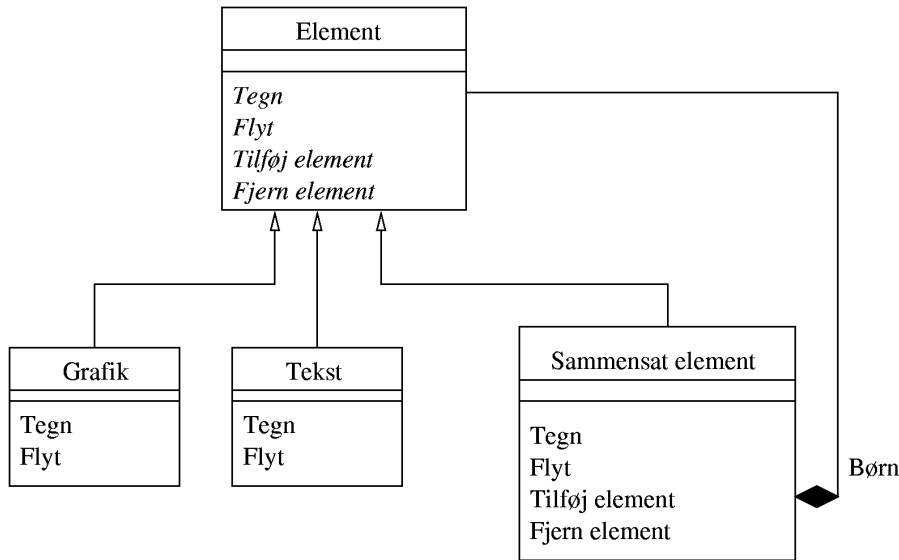 Element
Tegn
Flyt
Tilføj element
Fjern element
Grafik
Tegn
Flyt
Tekst
Tegn
Flyt
Sammensat element
Tegn
Flyt
Tilføj element
Fjern element
Børn